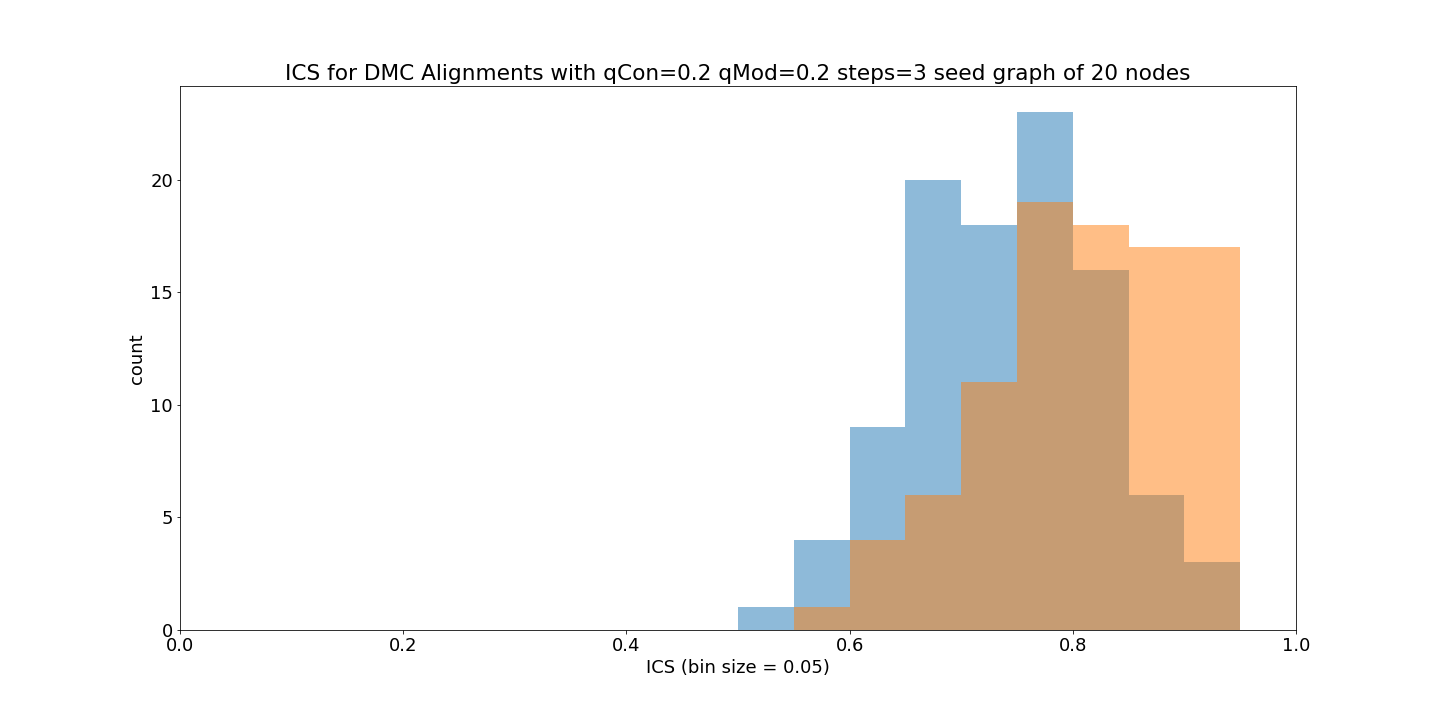 ICS for DMC Alignments with qCon=0.2 qMod=0.2 steps=3 seed graph of 20 nodes
20
15
10
5
0
count
0.0 0.2 0.4 0.6 0.8 1.0
ICS (bin size = 0.05)